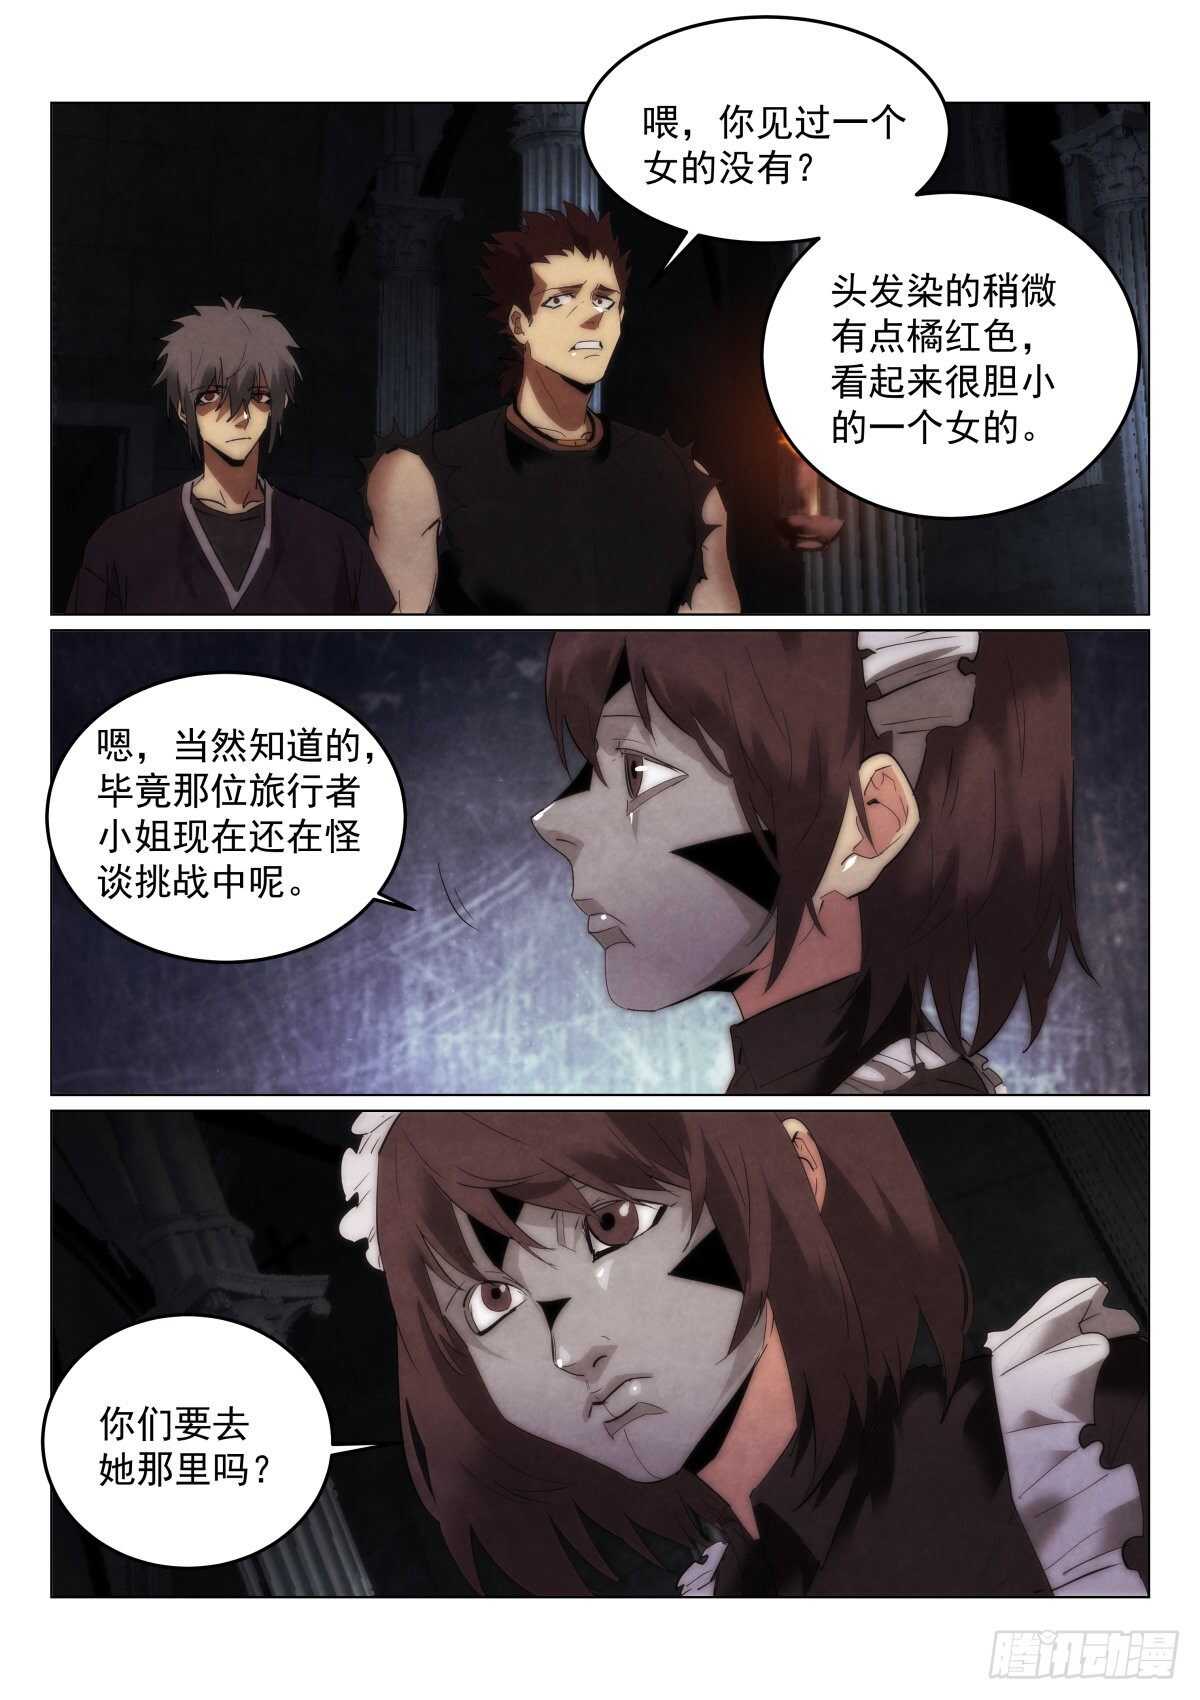 喂，你见过一个
女的没有？
头发染的稍微
有点橘红色，
看起来很胆小
的一个女的。
嗯，当然知道的，
毕竟那位旅行者
小姐现在还在怪
谈挑战中呢。
你们要去
她那里吗？
腾讯动漫